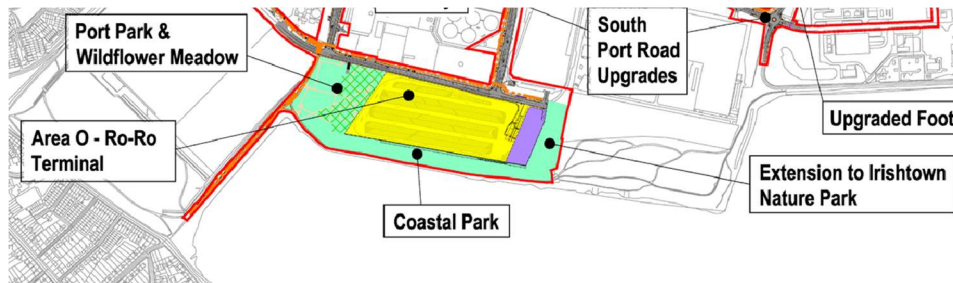 Port Park &
Wildflower Meadow
South
Port Road
Upgrades
Area O - Ro-Ro
Terminal
Upgraded Foot
Extension to Irishtown
Nature Park
Coastal Park